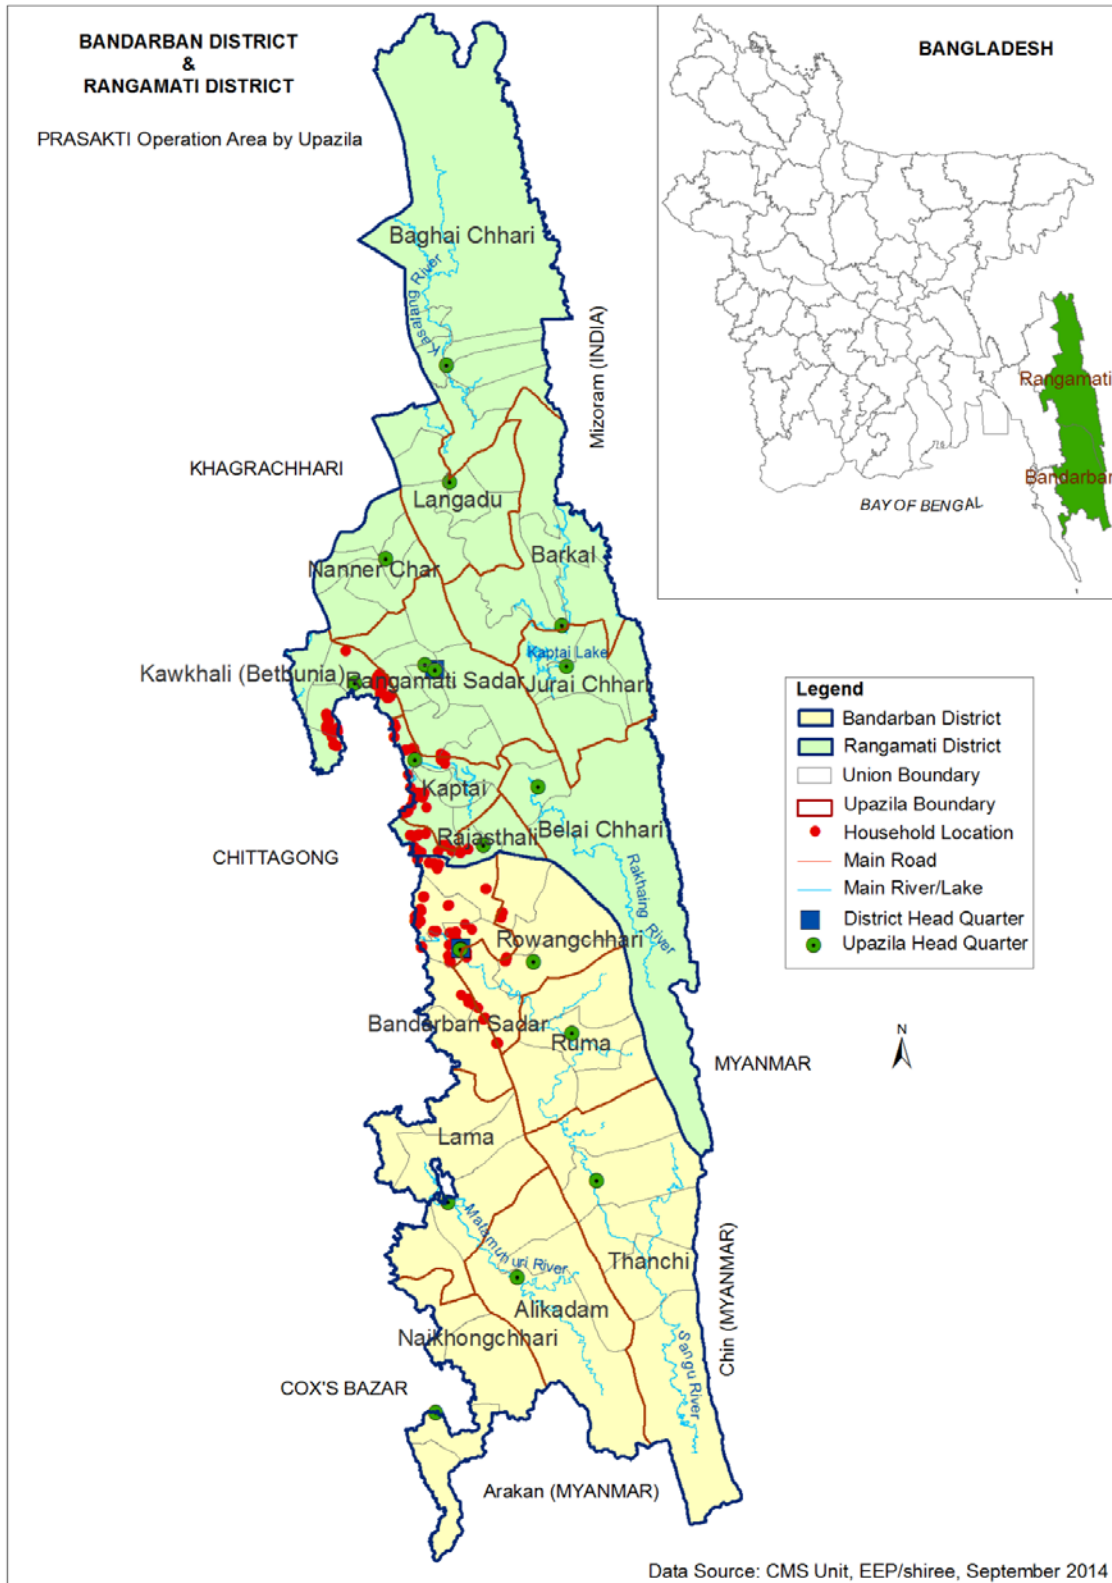 BANDARBAN DISTRICT
&
RANGAMATI DISTRICT
PRASAKTI Operation Area by Upazila
BANGLADESH
Rangamati
Bandarban
BAY OF BENGAL
Baghai Chhari
Kasalang River
Mizoram (INDIA)
KHAGRACHHARI
Langadu
Barkal
Nanner Char
Kaptai Lake
Kawkhali (Betbunia)
Rangamati Sadar
Jurai Chhari
Kaptai
Rajasthali
Belai Chhari
CHITTAGONG
Rakhaing River
Rowangchhari
Bandarban Sadar
Ruma
MYANMAR
Lama
Matamuhuri River
Thanchi
Chin (MYANMAR)
Alikadam
Naikhongchhari
Sangu River
COX'S BAZAR
Arakan (MYANMAR)
Legend
Bandarban District
Rangamati District
Union Boundary
Upazila Boundary
Household Location
Main Road
Main River/Lake
District Head Quarter
Upazila Head Quarter
N
Data Source: CMS Unit, EEP/shiree, September 2014